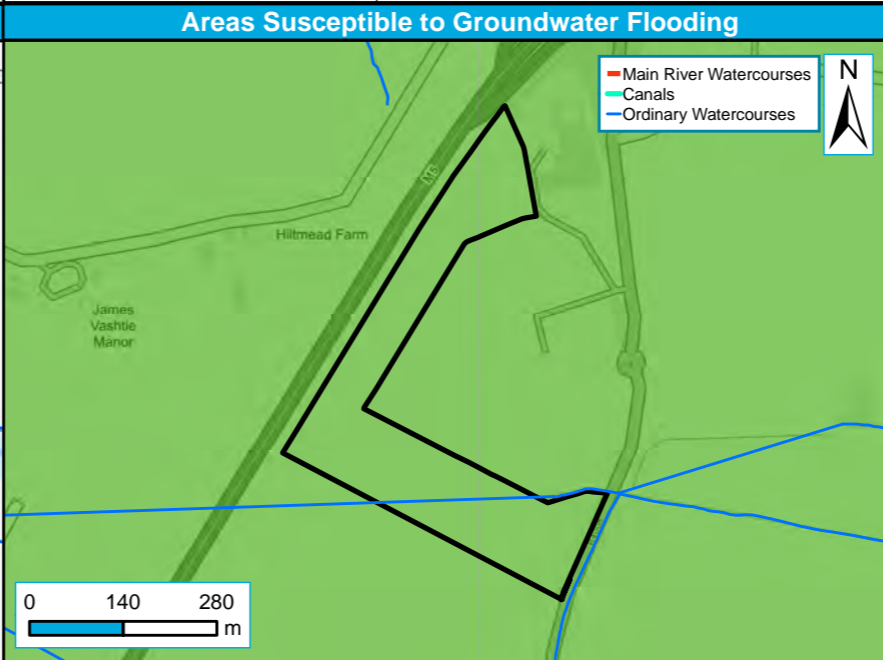 Areas Susceptible to Groundwater Flooding
Main River Watercourses
Canals
Ordinary Watercourses
N
Hiltmead Farm
James
Vashtie
Manor
0 140 280
m